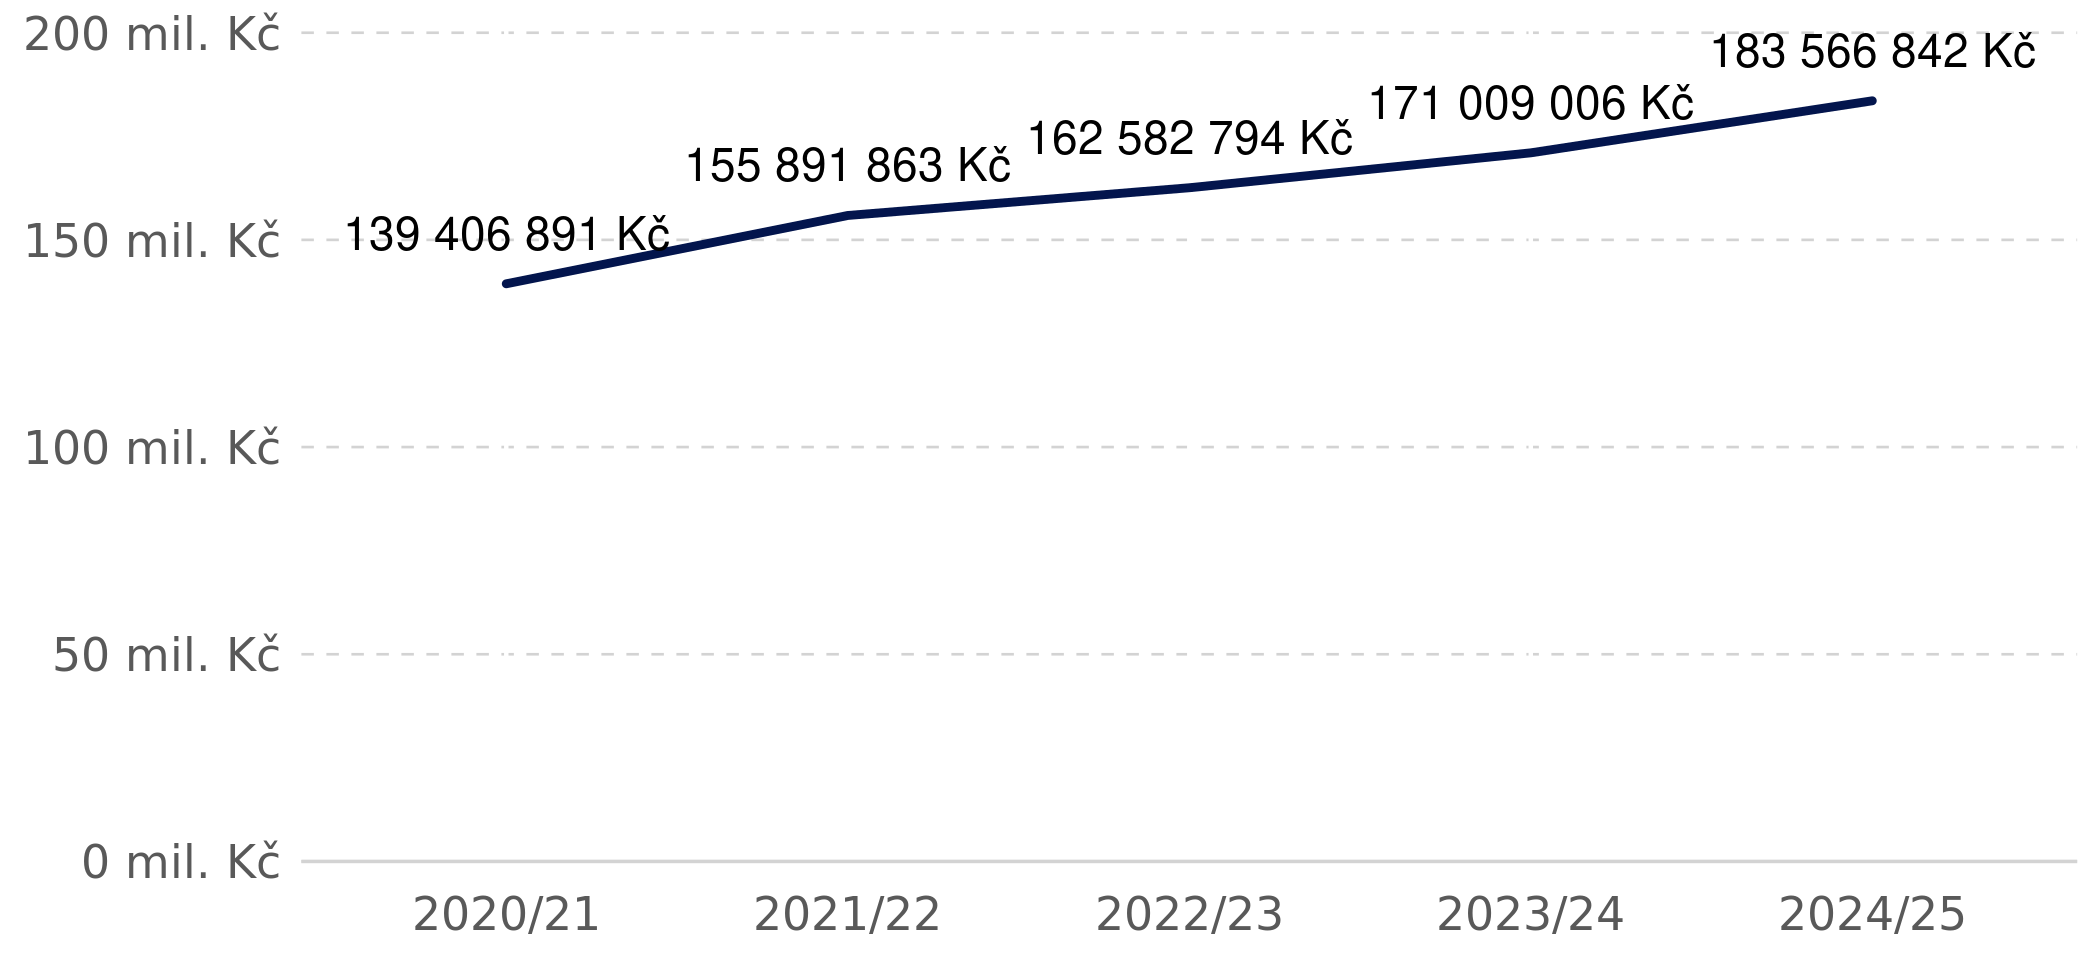 200 mil. Kč
183 566 842 Kč
171 009 006 Kč
162 582 794 Kč
155 891 863 Kč
139 406 891 Kč
150 mil. Kč
100 mil. Kč
50 mil. Kč
0 mil. Kč
2020/21 2021/22 2022/23 2023/24 2024/25